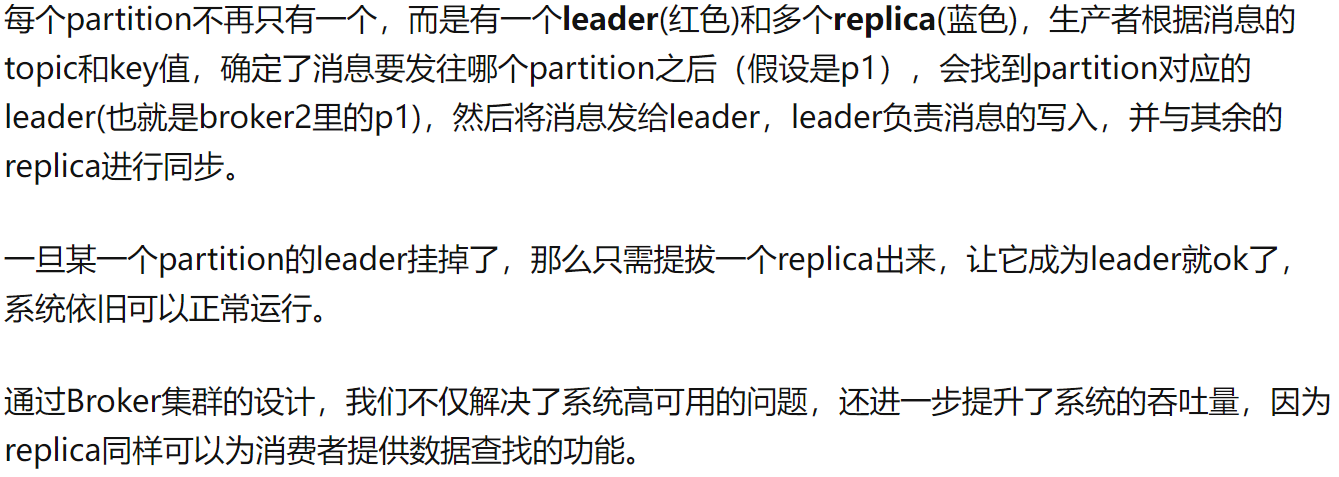 每个partition不再只有一个，而是有一个leader(红色)和多个replica(蓝色)，生产者根据消息的
topic和key值，确定了消息要发往哪个partition之后（假设是p1），会找到partition对应的
leader(也就是broker2里的p1)，然后将消息发给leader，leader负责消息的写入，并与其余的
replica进行同步。
一旦某一个partition的leader挂掉了，那么只需提拔一个replica出来，让它成为leader就ok了，
系统依旧可以正常运行。
通过Broker集群的设计，我们不仅解决了系统高可用的问题，还进一步提升了系统的吞吐量，因为
replica同样可以为消费者提供数据查找的功能。